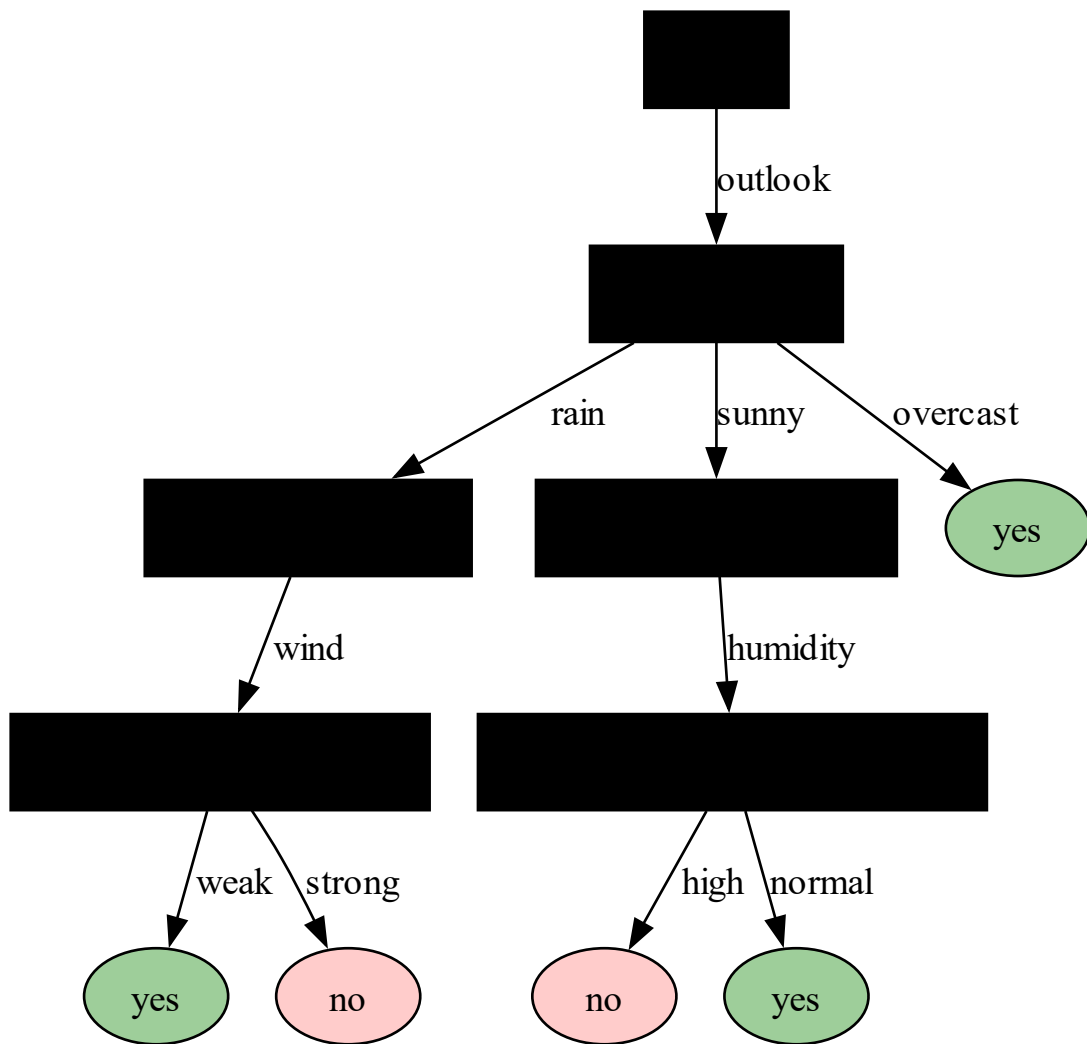 outlook
rain
sunny
overcast
yes
wind
humidity
weak
strong
high
normal
yes
no
no
yes